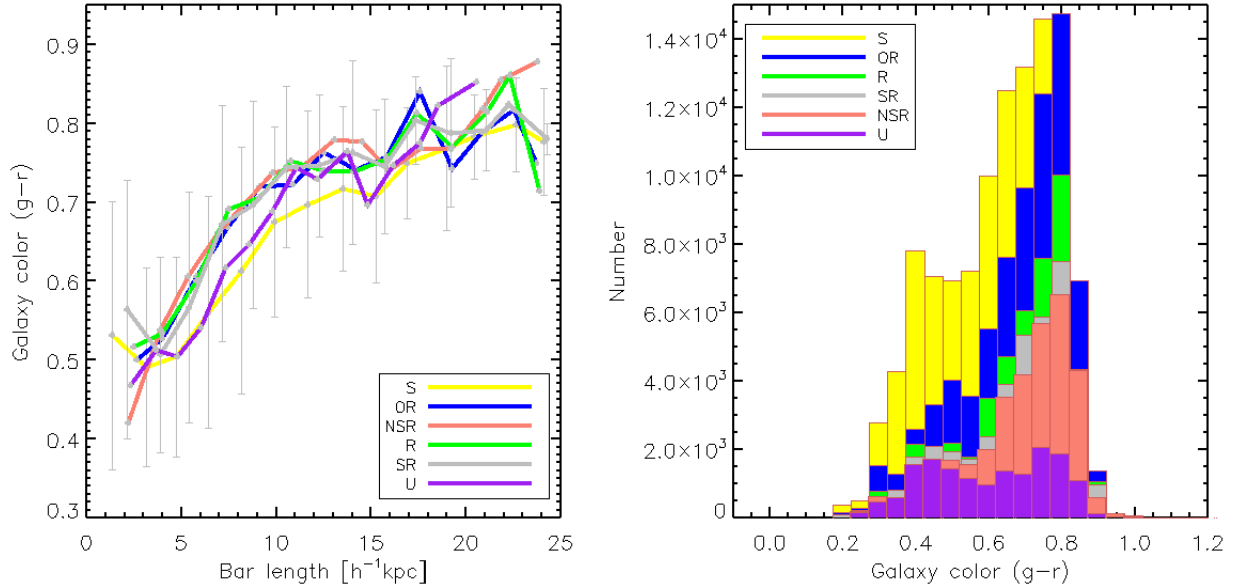 0.9
0.8
0.7
0.6
0.5
0.4
0.3
Galaxy color (g-r)
0
5
10
15
20
25
Bar length [h⁻¹kpc]
S
OR
NSR
R
SR
U
1.4×10⁴
1.2×10⁴
1.0×10⁴
8.0×10³
6.0×10³
4.0×10³
2.0×10³
0
Number
0.0
0.2
0.4
0.6
0.8
1.0
1.2
Galaxy color (g-r)
S
OR
R
SR
NSR
U